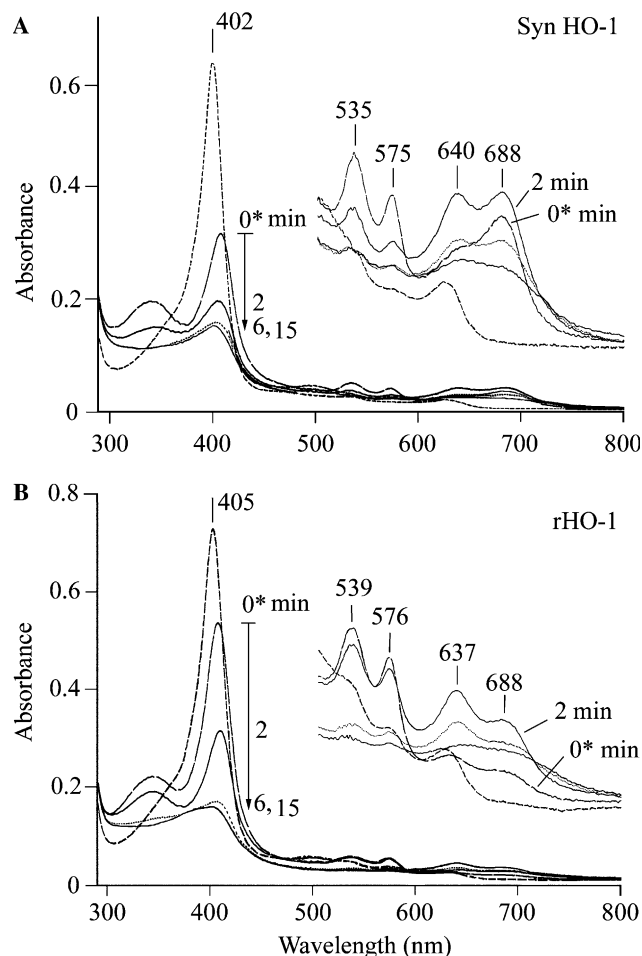 A
Syn HO-1
402
0.6
0.4
0.2
0
Absorbance
0* min
2
6, 15
535
575
640
688
2 min
0* min
300
400
500
600
700
800
B
rHO-1
405
0.8
0.6
0.4
0.2
0
Absorbance
0* min
2
6, 15
539
576
637
688
2 min
0* min
300
400
500
600
700
800
Wavelength (nm)